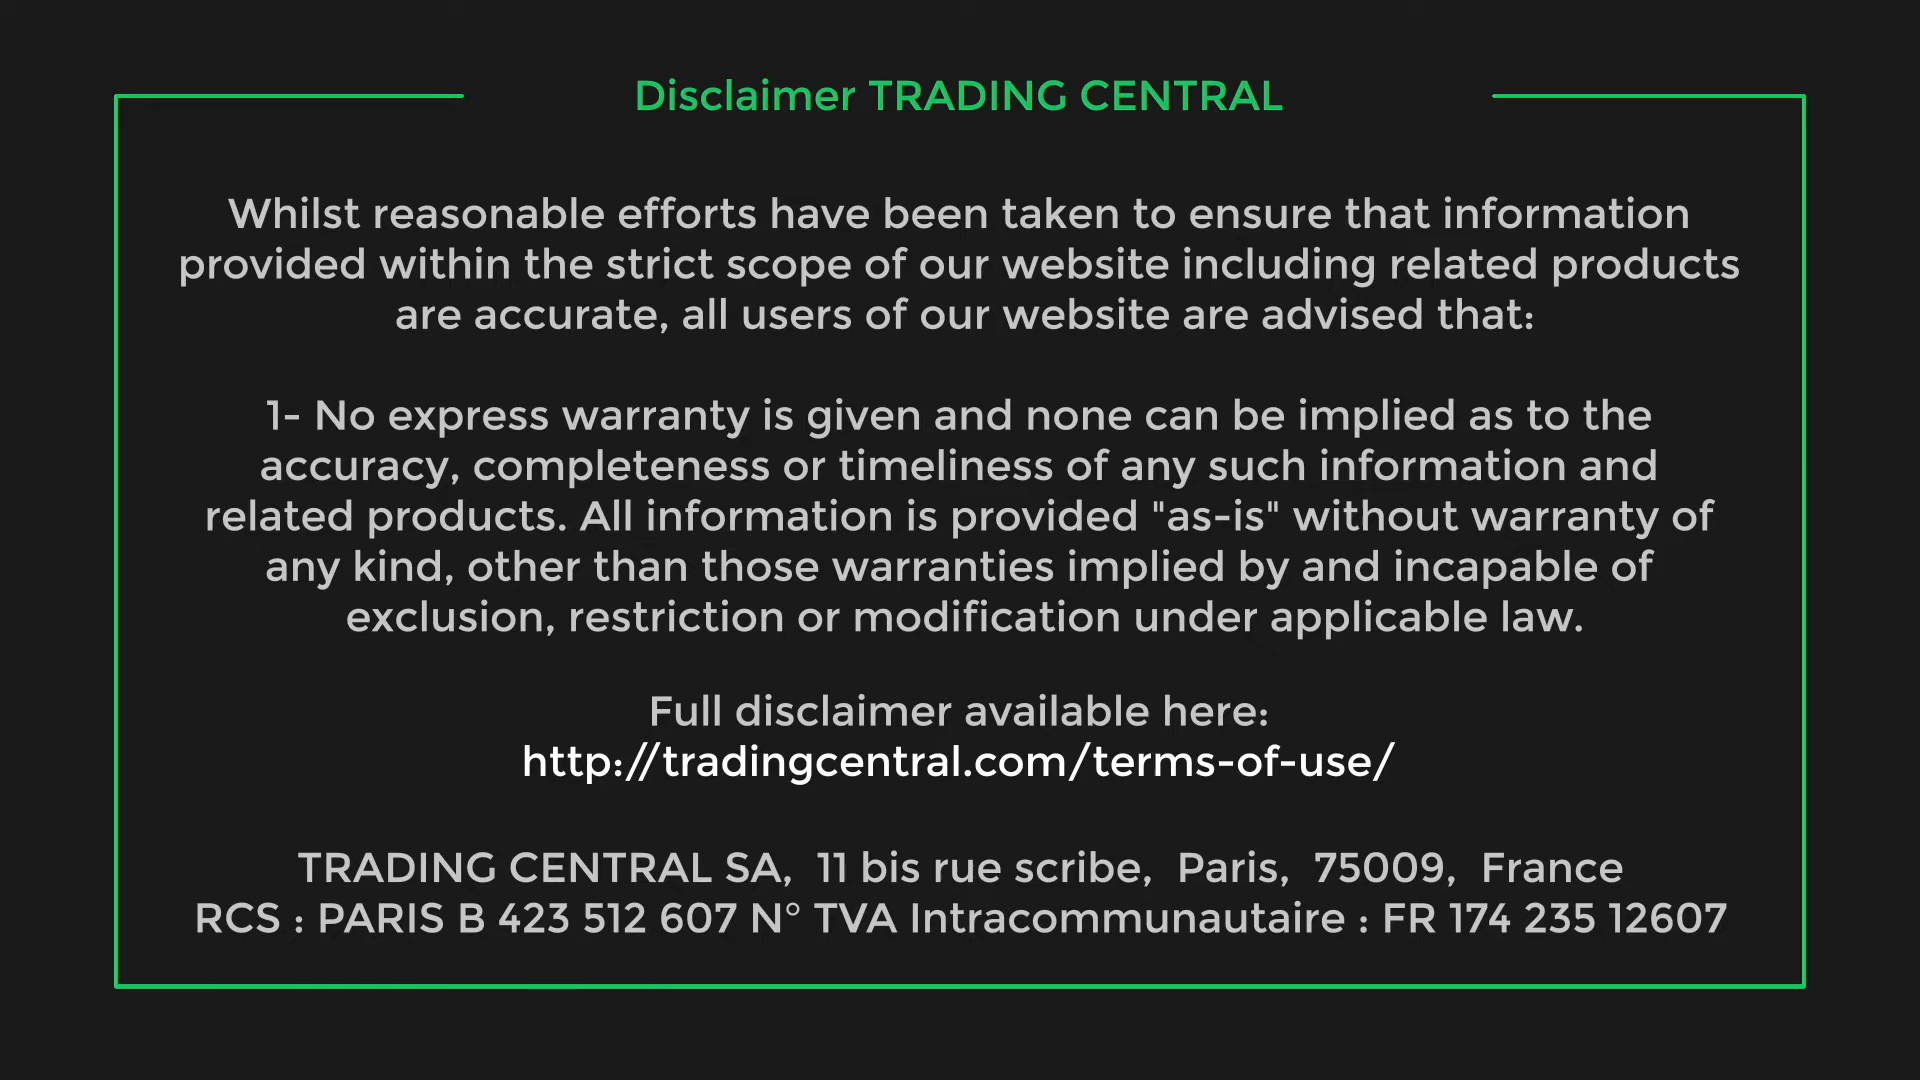 Disclaimer TRADING CENTRAL
Whilst reasonable efforts have been taken to ensure that information
provided within the strict scope of our website including related products
are accurate, all users of our website are advised that:
1- No express warranty is given and none can be implied as to the
accuracy, completeness or timeliness of any such information and
related products. All information is provided "as-is" without warranty of
any kind, other than those warranties implied by and incapable of
exclusion, restriction or modification under applicable law.
Full disclaimer available here:
http://tradingcentral.com/terms-of-use/
TRADING CENTRAL SA, 11 bis rue scribe, Paris, 75009, France
RCS : PARIS B 423 512 607 N° TVA Intracommunautaire : FR 174 235 12607